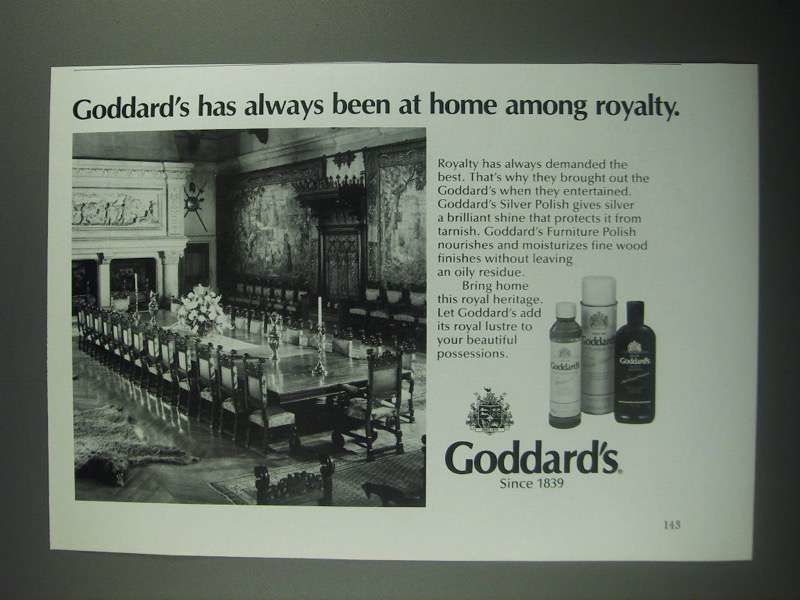 Goddard's has always been at home among royalty.
Royalty has always demanded the
best. That's why they brought out the
Goddard's when they entertained.
Goddard's Silver Polish gives silver
a brilliant shine that protects it from
tarnish. Goddard's Furniture Polish
nourishes and moisturizes fine wood
finishes without leaving
an oily residue.
Bring home
this royal heritage.
Let Goddard's add
its royal lustre to
your beautiful
possessions.
Goddard's
Goddard's
Goddard's
Goddard's®
Since 1839
143